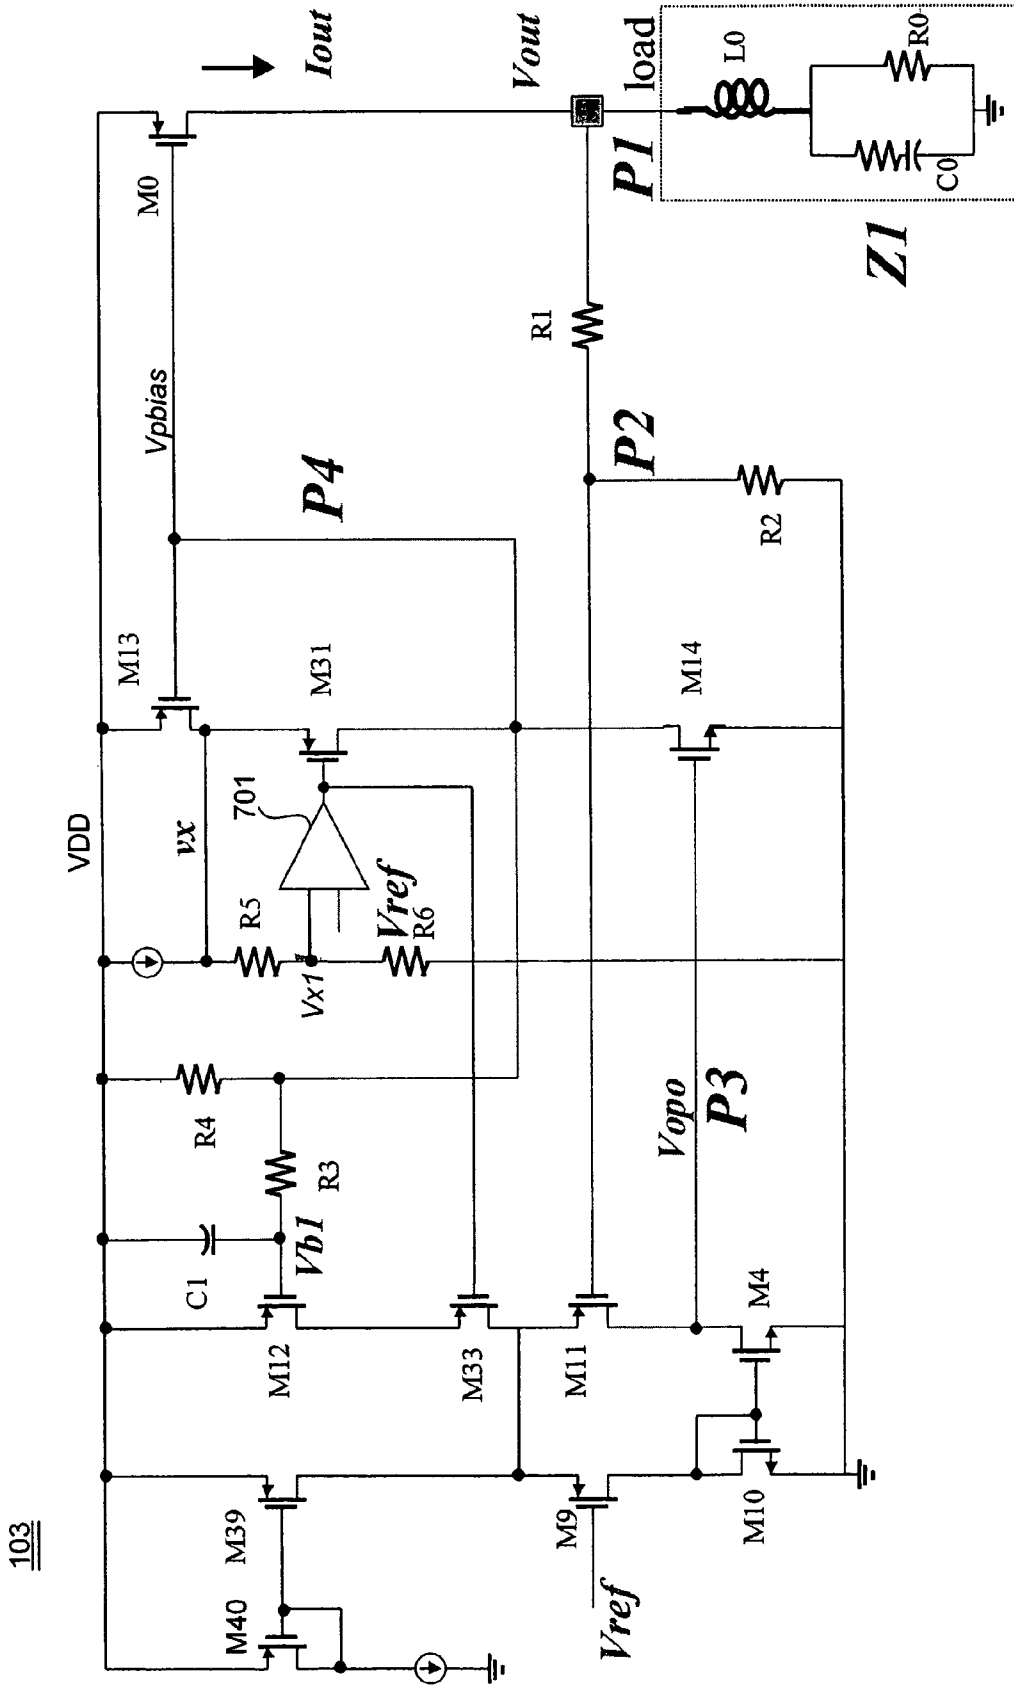 103
VDD
M40
M39
M12
C1
Vb1
R3
R4
M33
M9
Vref
M11
M10
M4
Vopo
P3
vx
R5
Vx1
R6
Vref
701
M13
M31
M14
Vpbias
P4
M0
Iout
R1
P2
R2
Vout
P1
load
L0
R0
C0
Z1